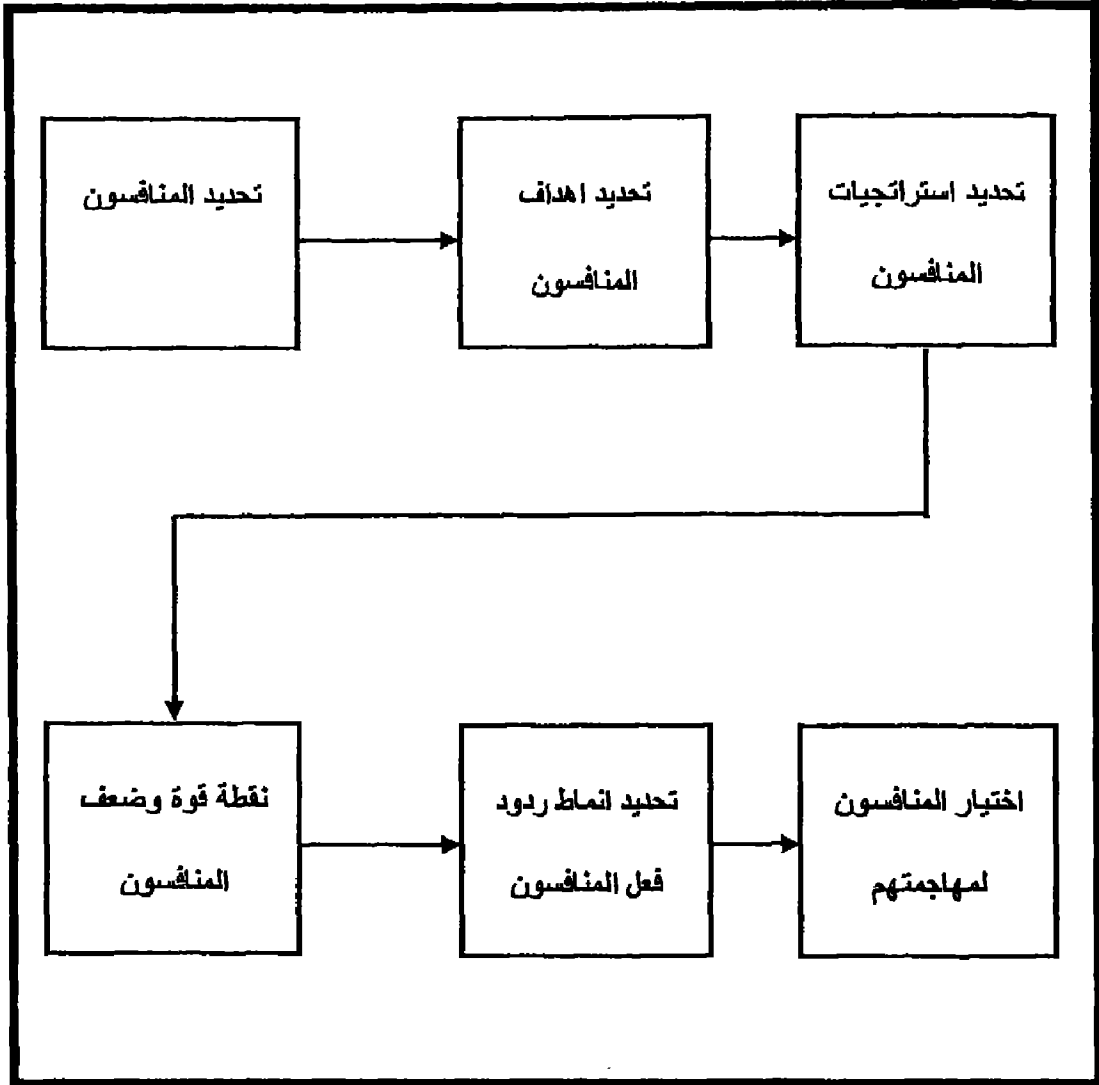 تحديد المنافسون
تحديد اهداف
المنافسون
تحديد استراتجيات
المنافسون
نقطة قوة وضعف
المنافسون
تحديد انماط ردود
فعل المنافسون
اختيار المنافسون
لمهاجمتهم